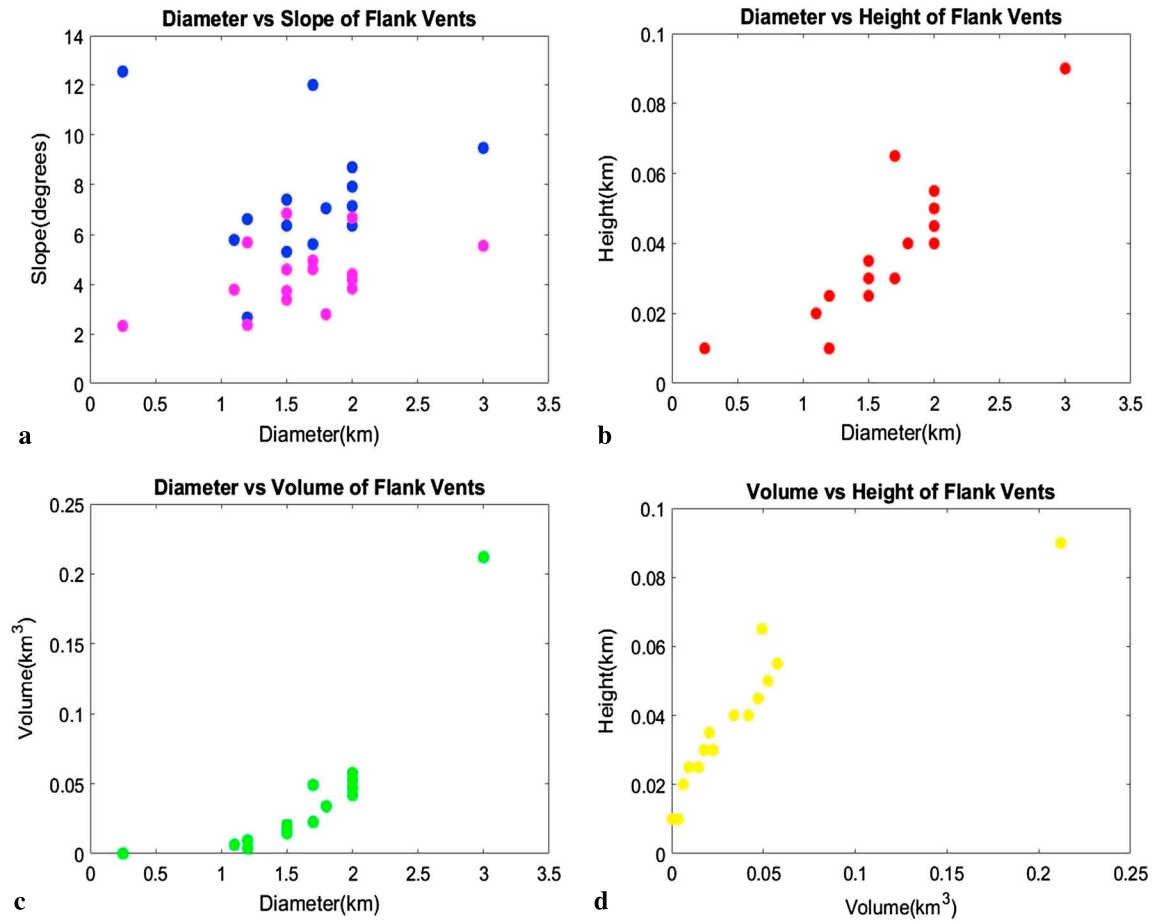 Diameter vs Slope of Flank Vents
14
12
10
8
6
4
2
0
Slope(degrees)
0 0.5 1 1.5 2 2.5 3 3.5
Diameter(km)
a
Diameter vs Height of Flank Vents
0.1
0.08
0.06
0.04
0.02
0
Height(km)
0 0.5 1 1.5 2 2.5 3 3.5
Diameter(km)
b
Diameter vs Volume of Flank Vents
0.25
0.2
0.15
0.1
0.05
0
Volume(km³)
0 0.5 1 1.5 2 2.5 3 3.5
Diameter(km)
c
Volume vs Height of Flank Vents
0.1
0.08
0.06
0.04
0.02
0
Height(km)
0 0.05 0.1 0.15 0.2 0.25
Volume(km³)
d